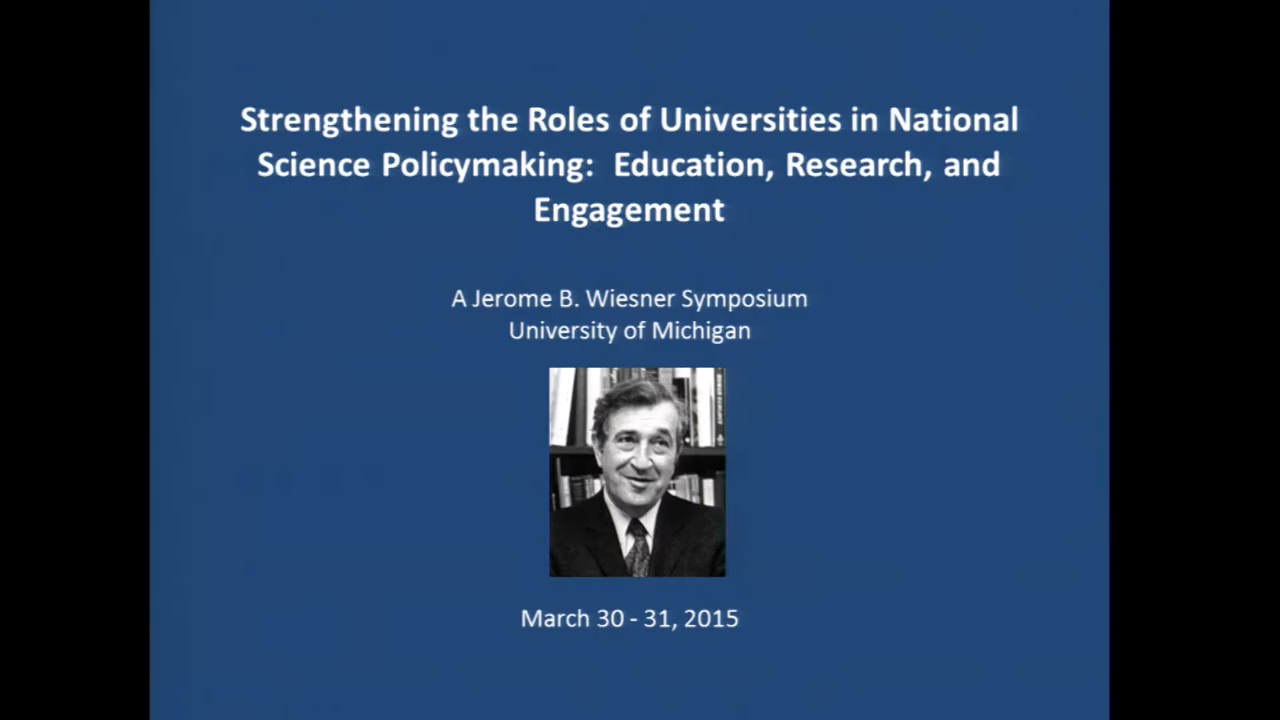 Strengthening the Roles of Universities in National
Science Policymaking:  Education, Research, and
Engagement
A Jerome B. Wiesner Symposium
University of Michigan
March 30 - 31, 2015